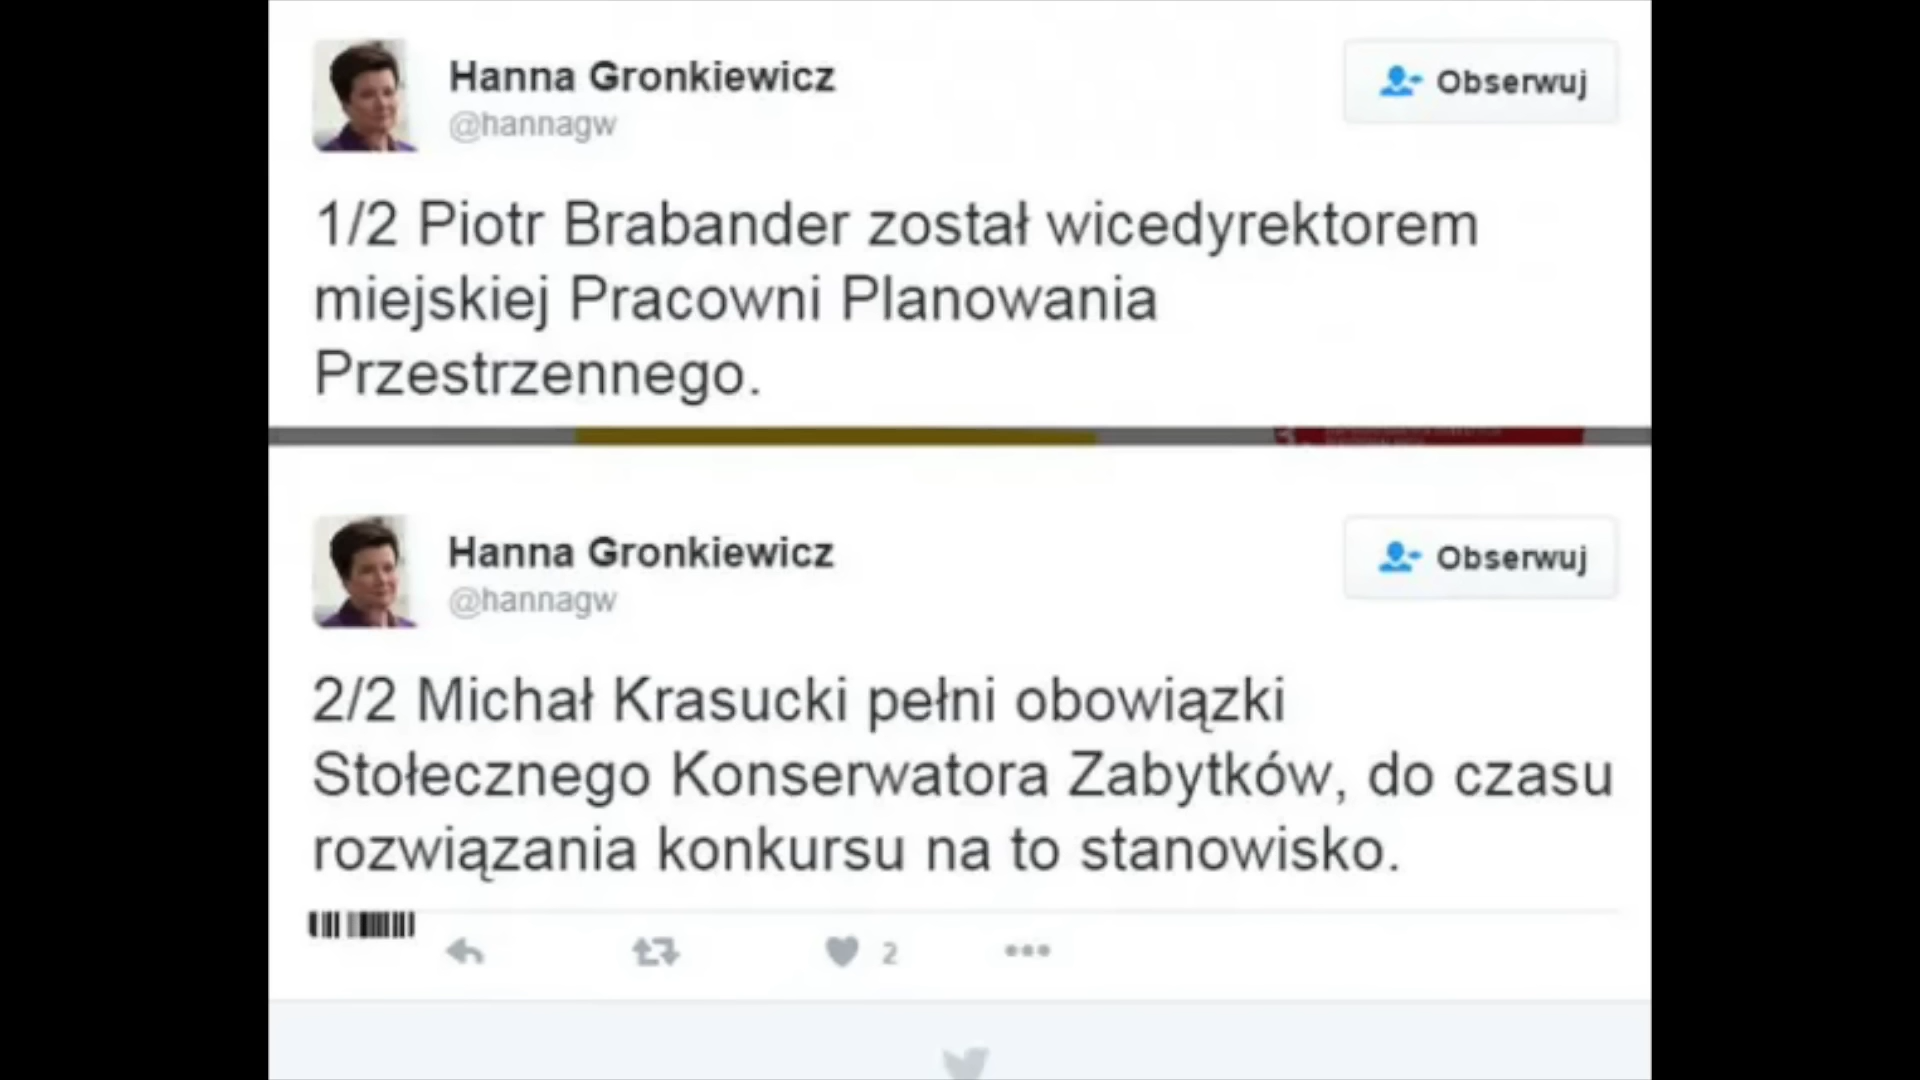 Hanna Gronkiewicz
@hannagw
Obserwuj
1/2 Piotr Brabander został wicedyrektorem
miejskiej Pracowni Planowania
Przestrzennego.
3.
Hanna Gronkiewicz
@hannagw
Obserwuj
2/2 Michał Krasucki pełni obowiązki
Stołecznego Konserwatora Zabytków, do czasu
rozwiązania konkursu na to stanowisko.
2